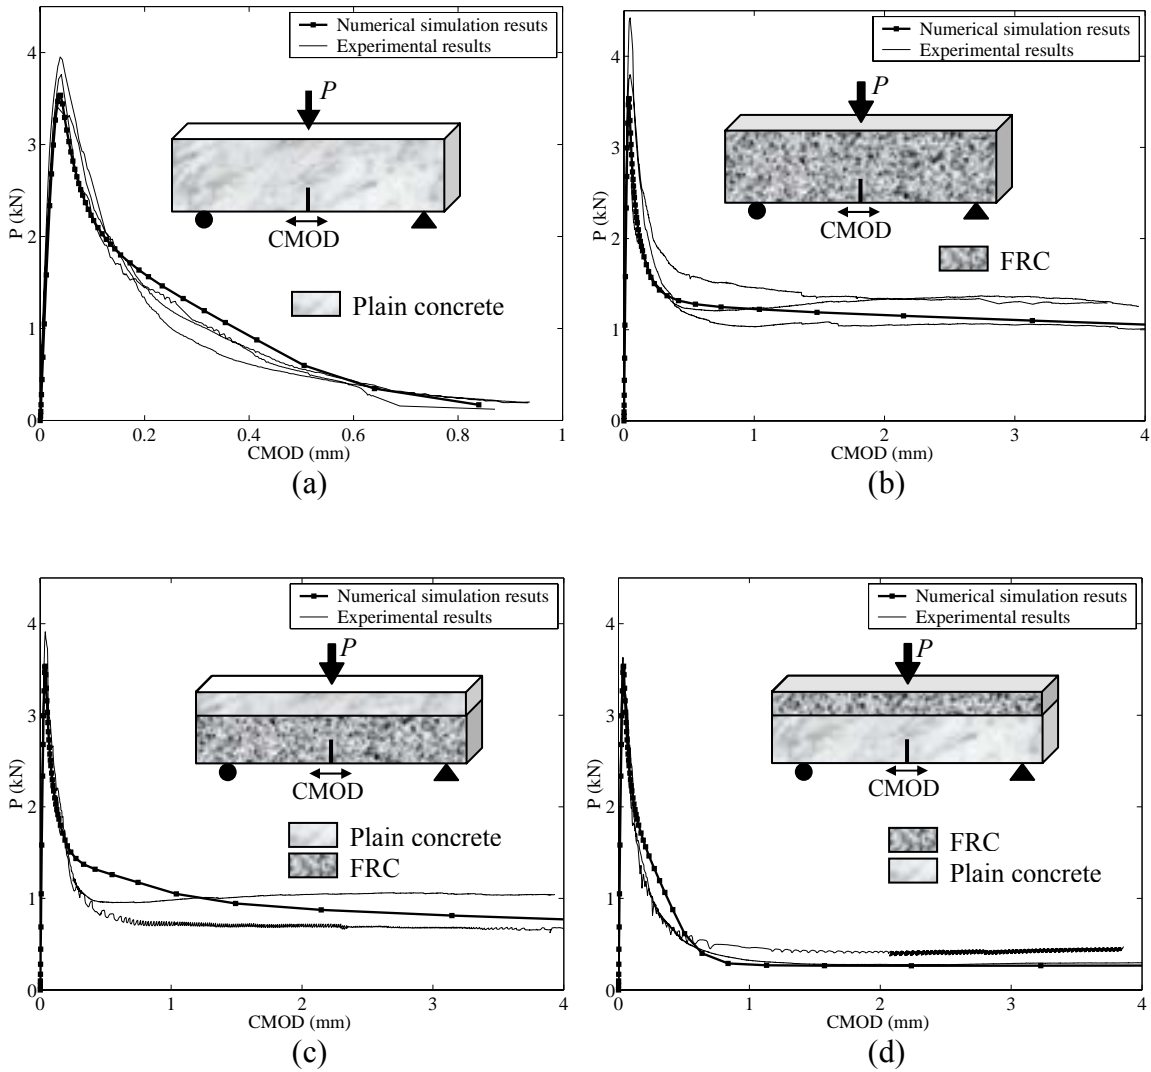 Numerical simulation resuts
Experimental results
P
CMOD
Plain concrete
P (kN)
4
3
2
1
0
0 0.2 0.4 0.6 0.8 1
CMOD (mm)
(a)
Numerical simulation resuts
Experimental results
P
CMOD
FRC
P (kN)
4
3
2
1
0
0 1 2 3 4
CMOD (mm)
(b)
Numerical simulation resuts
Experimental results
P
CMOD
Plain concrete
FRC
P (kN)
4
3
2
1
0
0 1 2 3 4
CMOD (mm)
(c)
Numerical simulation resuts
Experimental results
P
CMOD
FRC
Plain concrete
P (kN)
4
3
2
1
0
0 1 2 3 4
CMOD (mm)
(d)